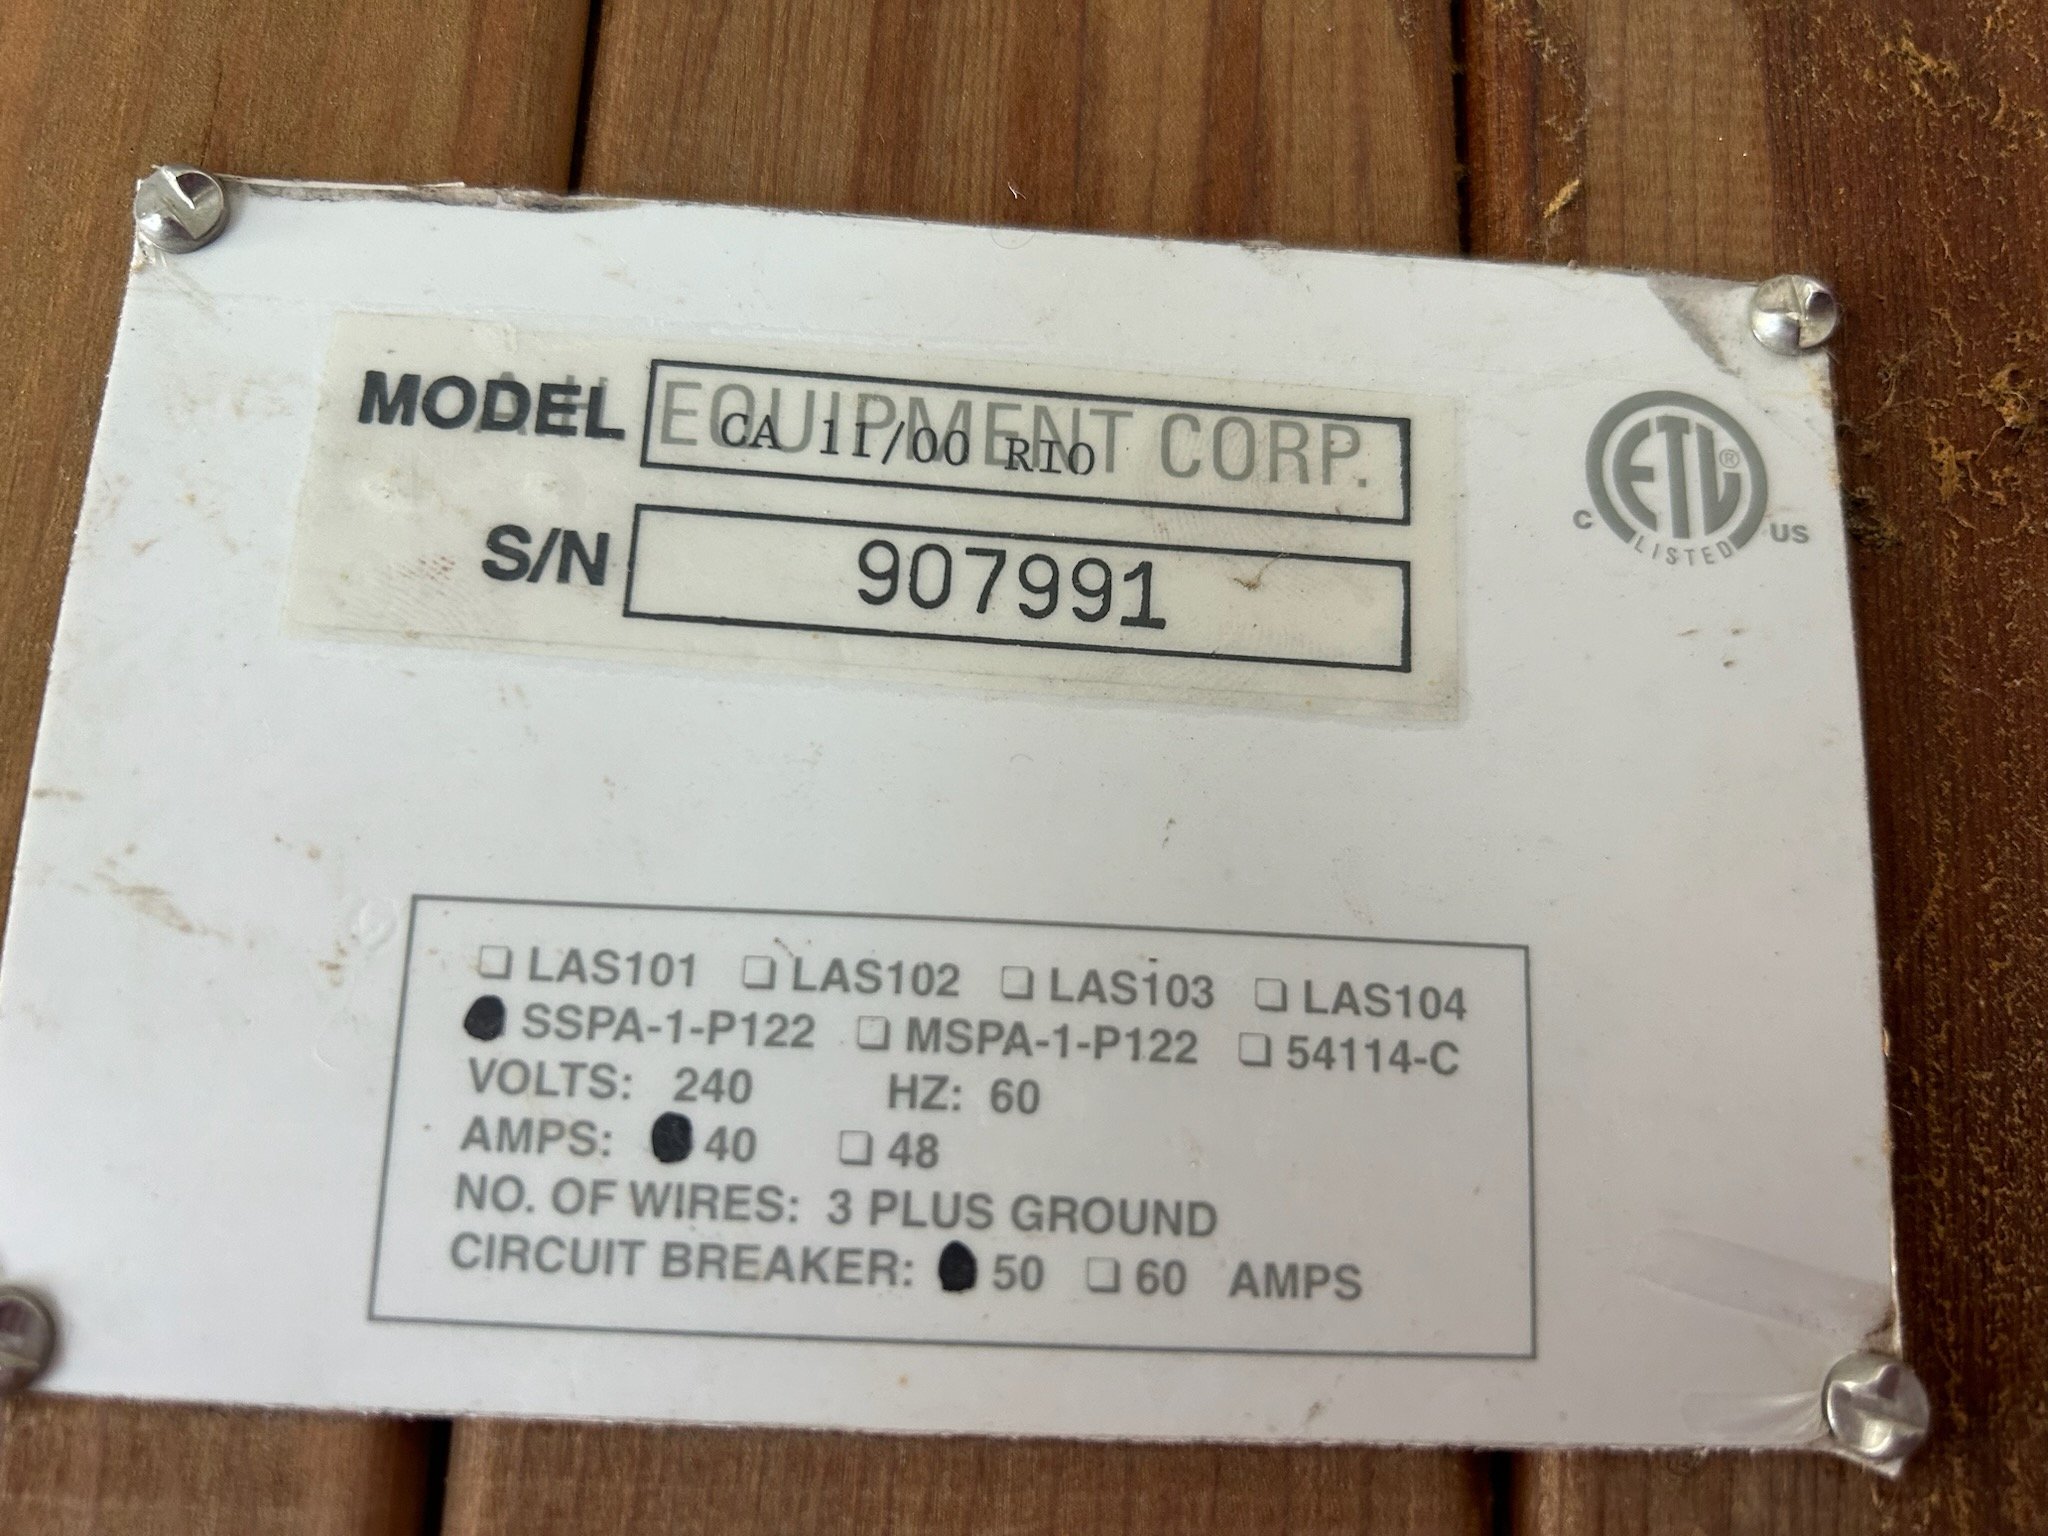 EQUIPMENT CORP.
MODEL CA 11/00 RIO
S/N 907991
C ETL® US
LISTED
LAS101 LAS102 LAS103 LAS104
SSPA-1-P122 MSPA-1-P122 54114-C
VOLTS: 240 HZ: 60
AMPS: 40 48
NO. OF WIRES: 3 PLUS GROUND
CIRCUIT BREAKER: 50 60 AMPS